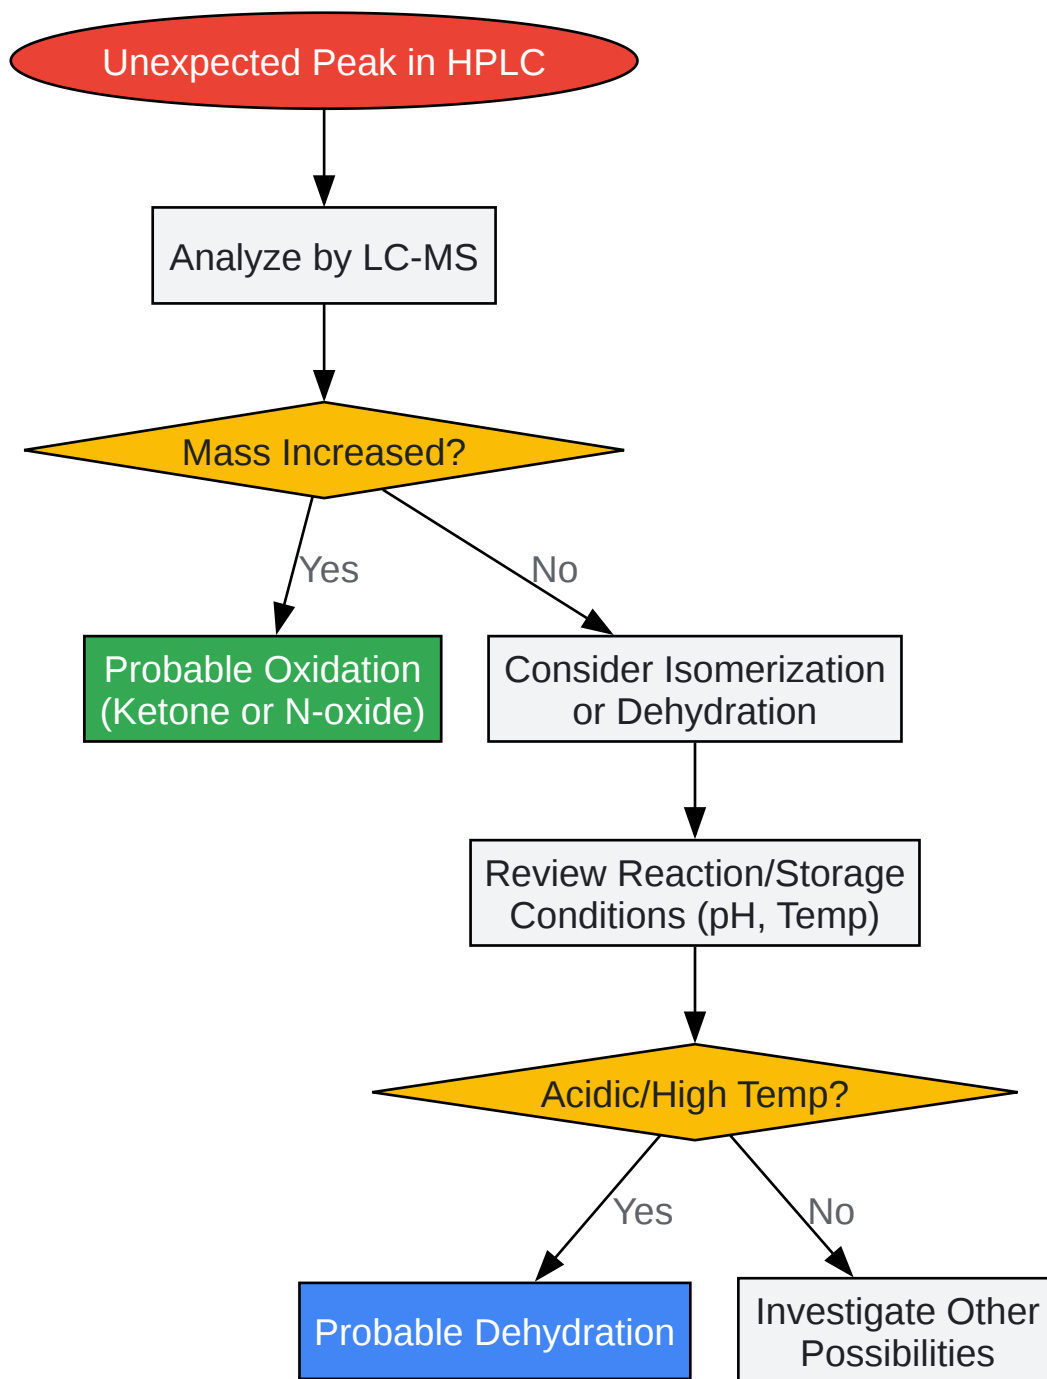 Unexpected Peak in HPLC
Analyze by LC-MS
Mass Increased?
Yes
No
Probable Oxidation
(Ketone or N-oxide)
Consider Isomerization
or Dehydration
Review Reaction/Storage
Conditions (pH, Temp)
Acidic/High Temp?
Yes
No
Probable Dehydration
Investigate Other
Possibilities